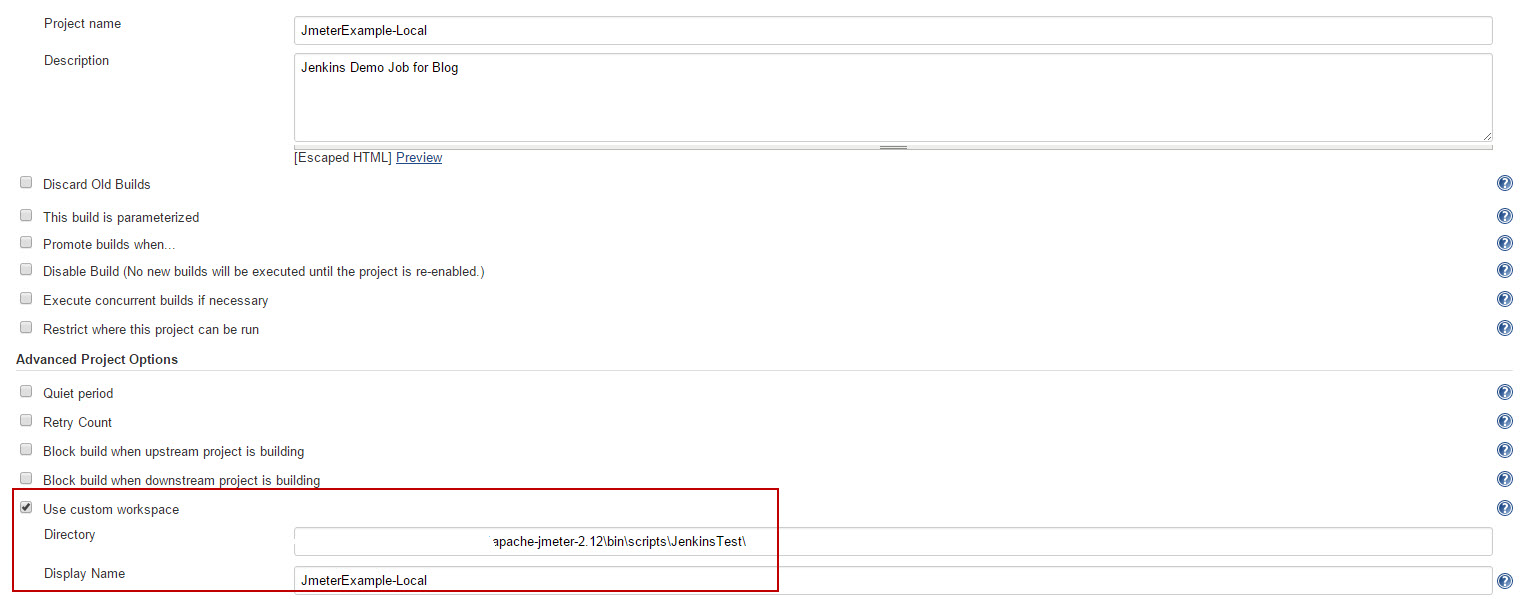 Project name
JmeterExample-Local
Description
Jenkins Demo Job for Blog
[Escaped HTML] Preview
Discard Old Builds
This build is parameterized
Promote builds when...
Disable Build (No new builds will be executed until the project is re-enabled.)
Execute concurrent builds if necessary
Restrict where this project can be run
Advanced Project Options
Quiet period
Retry Count
Block build when upstream project is building
Block build when downstream project is building
Use custom workspace
Directory
apache-jmeter-2.12\bin\scripts\JenkinsTest\
Display Name
JmeterExample-Local